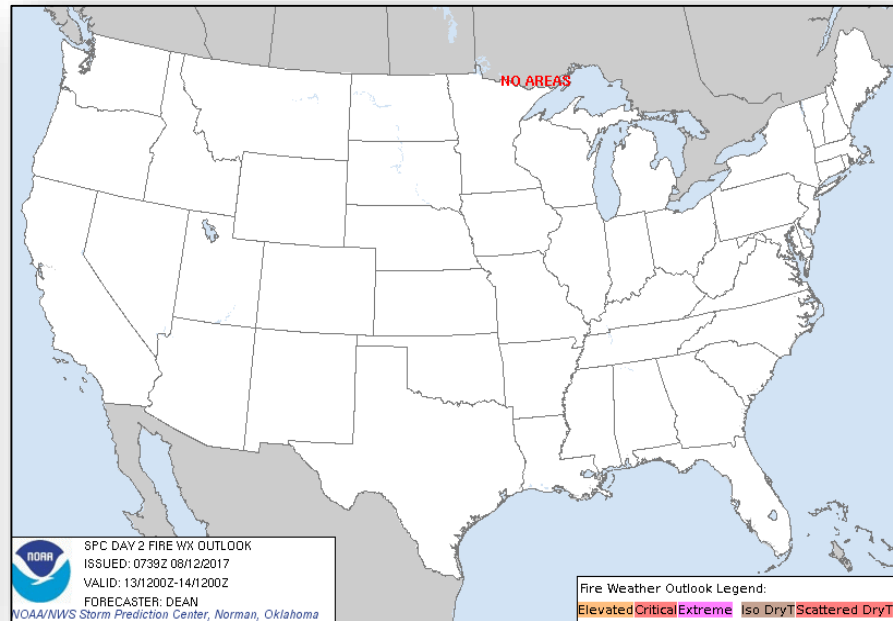 NO AREAS
NOAA
SPC DAY 2 FIRE WX OUTLOOK
ISSUED: 0739Z 08/12/2017
VALID: 13/1200Z-14/1200Z
FORECASTER: DEAN
NOAA/NWS Storm Prediction Center, Norman, Oklahoma
Fire Weather Outlook Legend:
Elevated Critical Extreme Iso DryT Scattered DryT